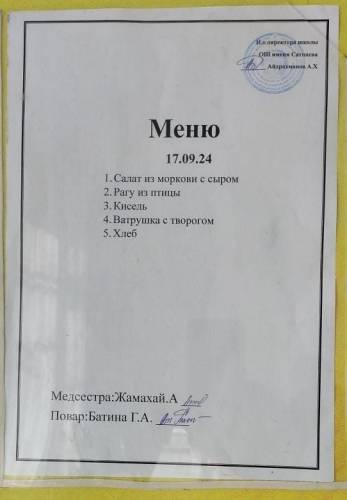 И.о директора школы
ОШ имени Сатпаева
Айдрахманов А.Х
Меню
17.09.24
1. Салат из моркови с сыром
2. Рагу из птицы
3. Кисель
4. Ватрушка с творогом
5. Хлеб
Медсестра:Жамахай.А
Повар:Батина Г.А.